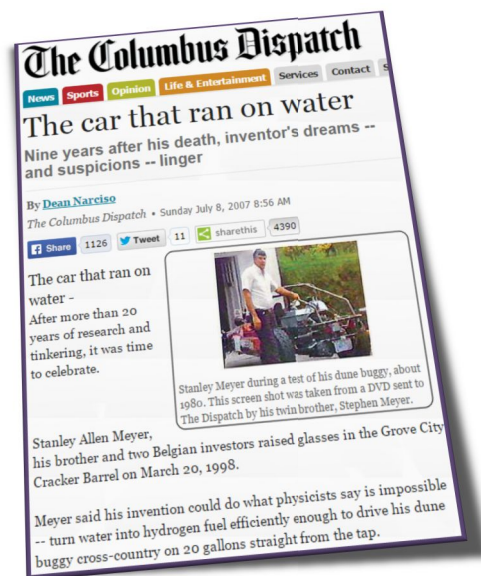 The Columbus Dispatch
News Sports Opinion Life & Entertainment Services Contact S
The car that ran on water
Nine years after his death, inventor's dreams --
and suspicions -- linger
By Dean Narciso
The Columbus Dispatch • Sunday July 8, 2007 8:56 AM
f Share 1126 Tweet 11 sharethis 4390
The car that ran on
water -
After more than 20
years of research and
tinkering, it was time
to celebrate.
Stanley Meyer during a test of his dune buggy, about
1980. This screen shot was taken from a DVD sent to
The Dispatch by his twin brother, Stephen Meyer.
Stanley Allen Meyer,
his brother and two Belgian investors raised glasses in the Grove City
Cracker Barrel on March 20, 1998.
Meyer said his invention could do what physicists say is impossible
-- turn water into hydrogen fuel efficiently enough to drive his dune
buggy cross-country on 20 gallons straight from the tap.